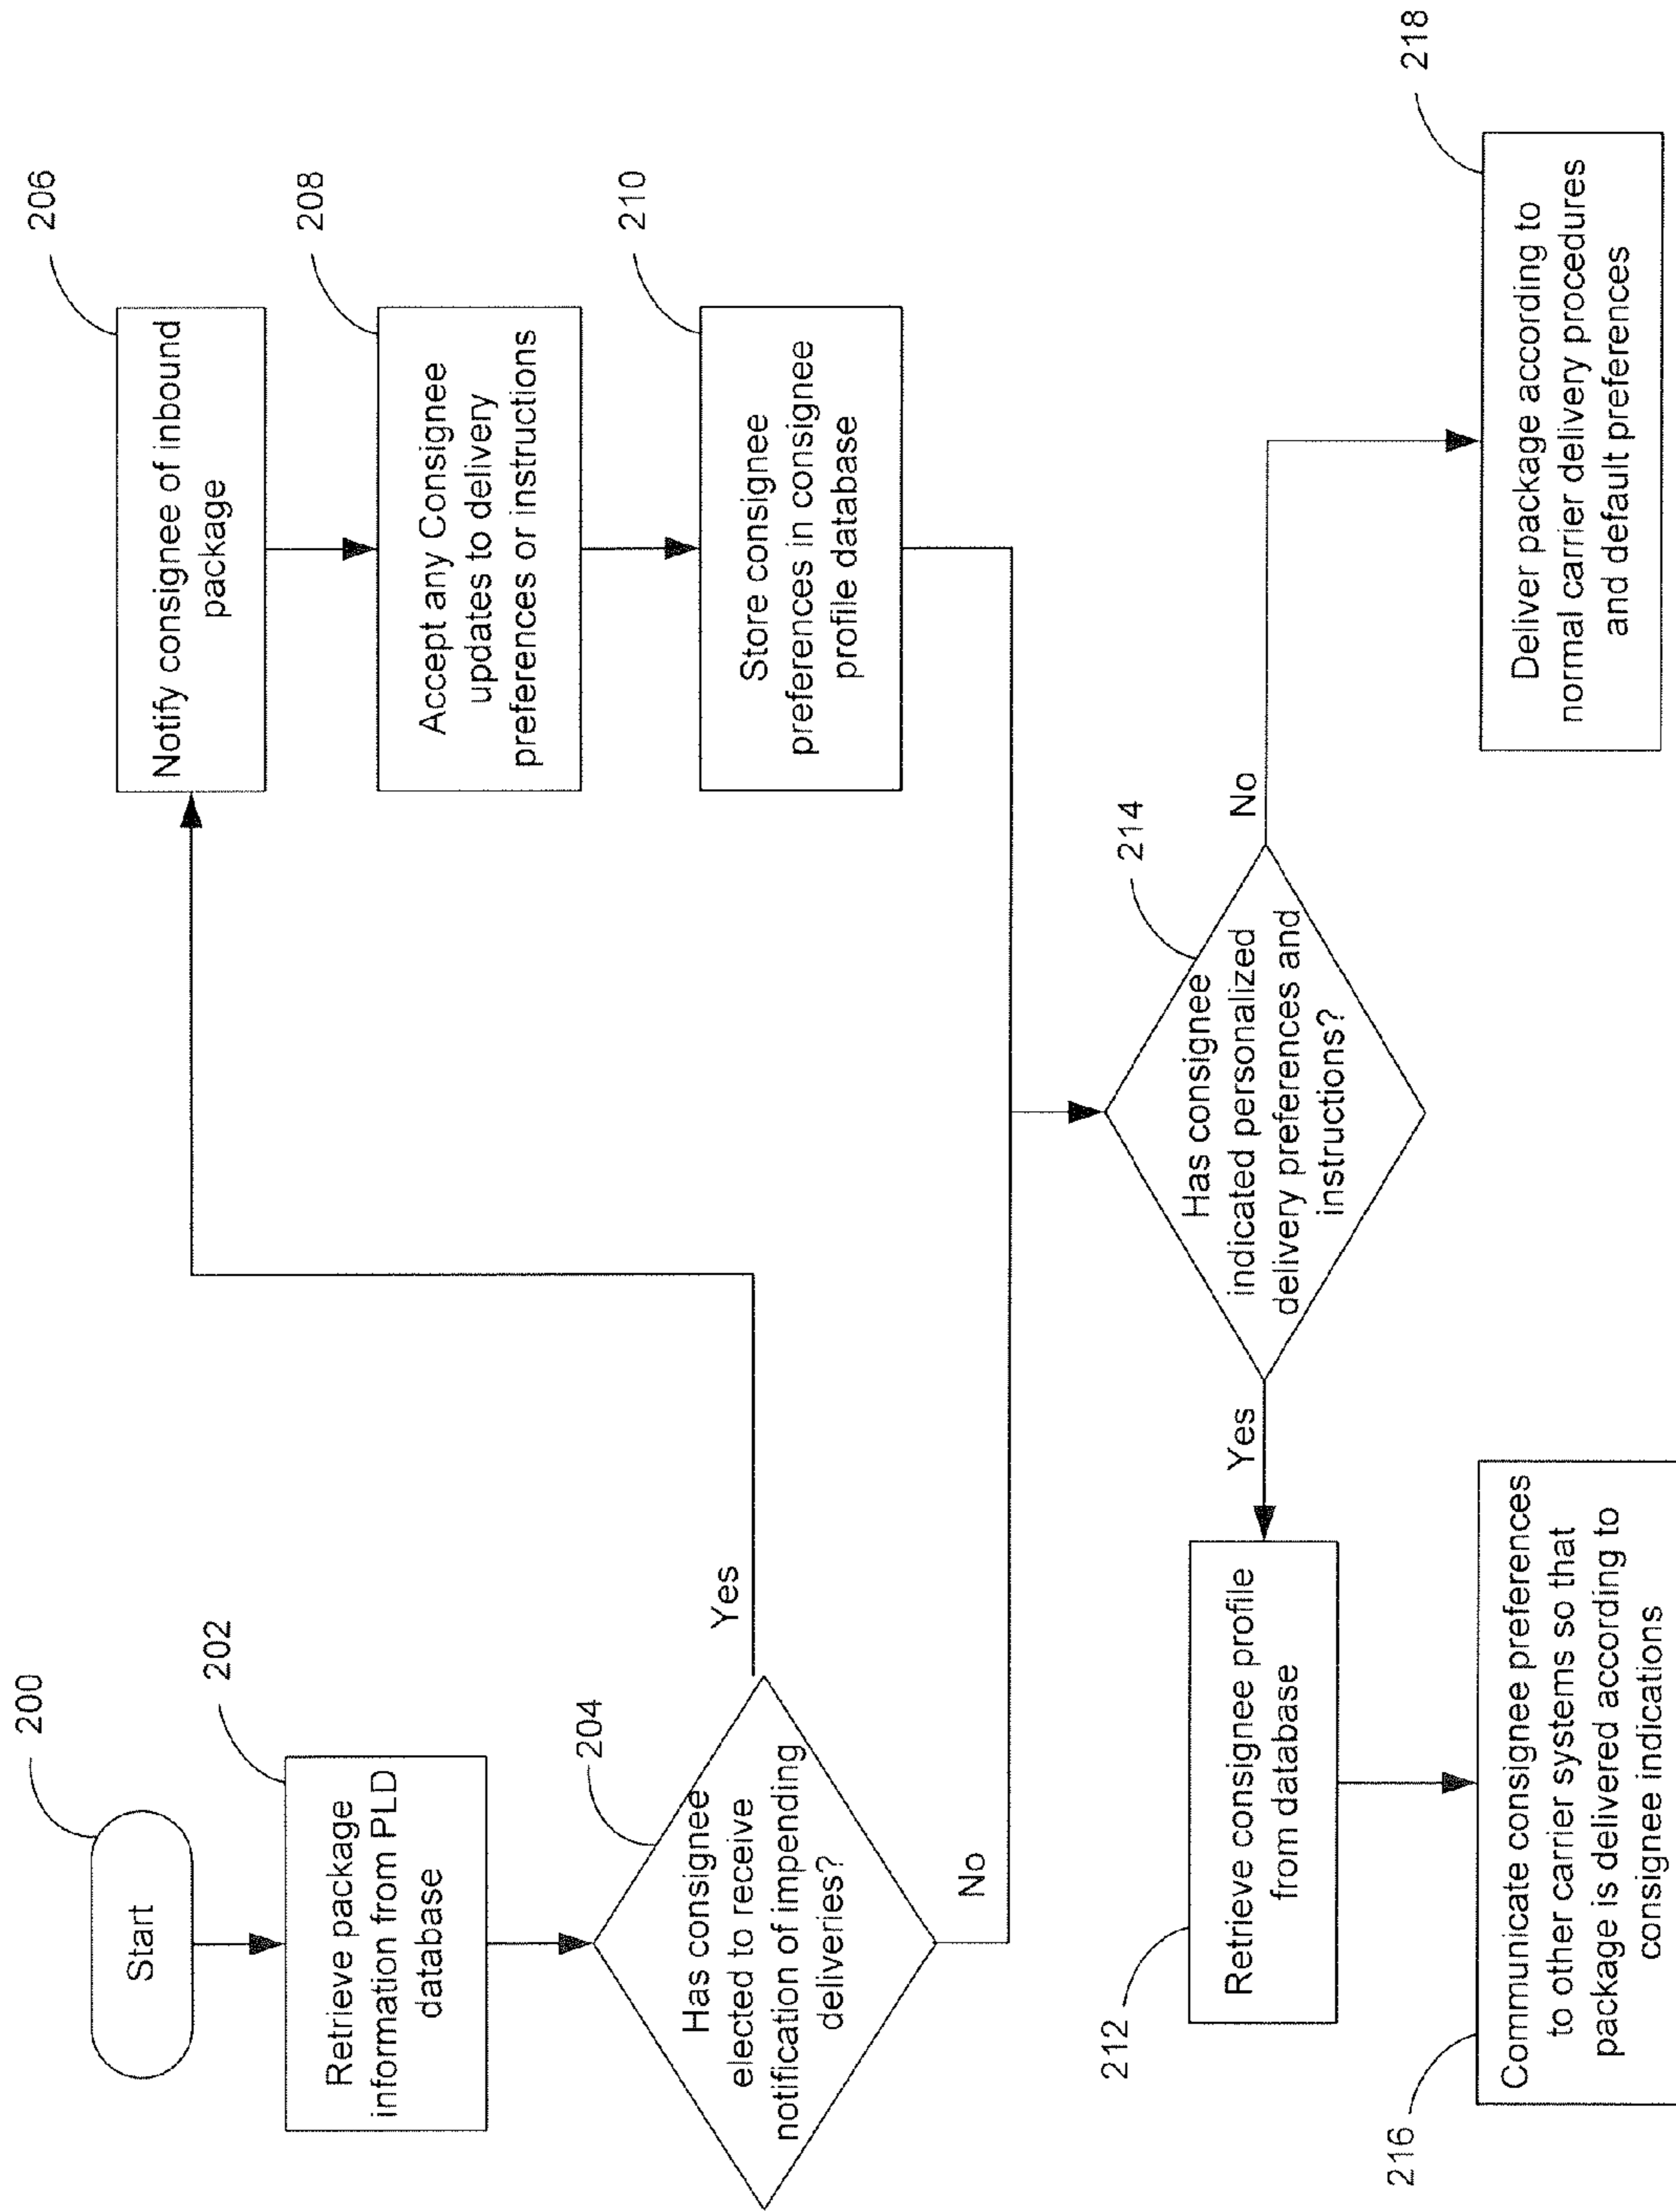 200
Start
202
Retrieve package
information from PLD
database
204
Has consignee
elected to receive
notification of impending
deliveries?
Yes
No
206
Notify consignee of inbound
package
208
Accept any Consignee
updates to delivery
preferences or instructions
210
Store consignee
preferences in consignee
profile database
214
Has consignee
indicated personalized
delivery preferences and
instructions?
Yes
No
212
Retrieve consignee profile
from database
216
Communicate consignee preferences
to other carrier systems so that
package is delivered according to
consignee indications
218
Deliver package according to
normal carrier delivery procedures
and default preferences